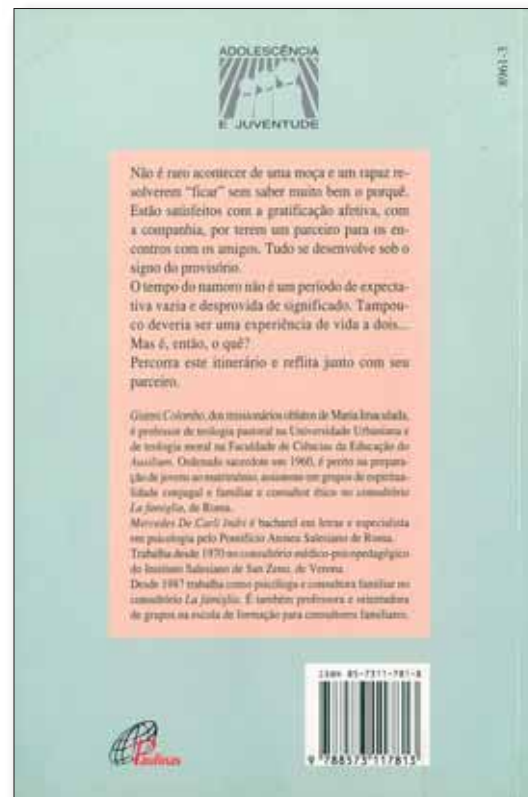 ADOLESCÊNCIA
E JUVENTUDE
8961-3
Não é raro acontecer de uma moça e um rapaz re-
solverem “ficar” sem saber muito bem o porquê.
Estão satisfeitos com a gratificação afetiva, com
a companhia, por terem um parceiro para os en-
contros com os amigos. Tudo se desenvolve sob o
signo do provisório.
O tempo do namoro não é um período de expecta-
tiva vazia e desprovida de significado. Tampou-
co deveria ser uma experiência de vida a dois...
Mas é, então, o quê?
Percorra este itinerário e reflita junto com seu
parceiro.
Gianni Colombo, dos missionários oblatos de Maria Imaculada,
é professor de teologia pastoral na Universidade Urbaniana e
de teologia moral na Faculdade de Ciências da Educação do
Auxilium. Ordenado sacerdote em 1960, é perito na prepara-
ção de jovens ao matrimônio, assistente em grupos de espiritua-
lidade conjugal e familiar e consultor ético no consultório
La famiglia, de Roma.
Mercedes De Carli Indri é bacharel em letras e especialista
em psicologia pelo Pontifício Ateneu Salesiano de Roma.
Trabalha desde 1970 no consultório médico-psicopedagógico
do Instituto Salesiano de San Zeno, de Verona.
Desde 1987 trabalha como psicóloga e consultora familiar no
consultório La famiglia. É também professora e orientadora
de grupos na escola de formação para consultores familiares.
ISBN 85-7311-781-8
9 788573 117813
Paulinas